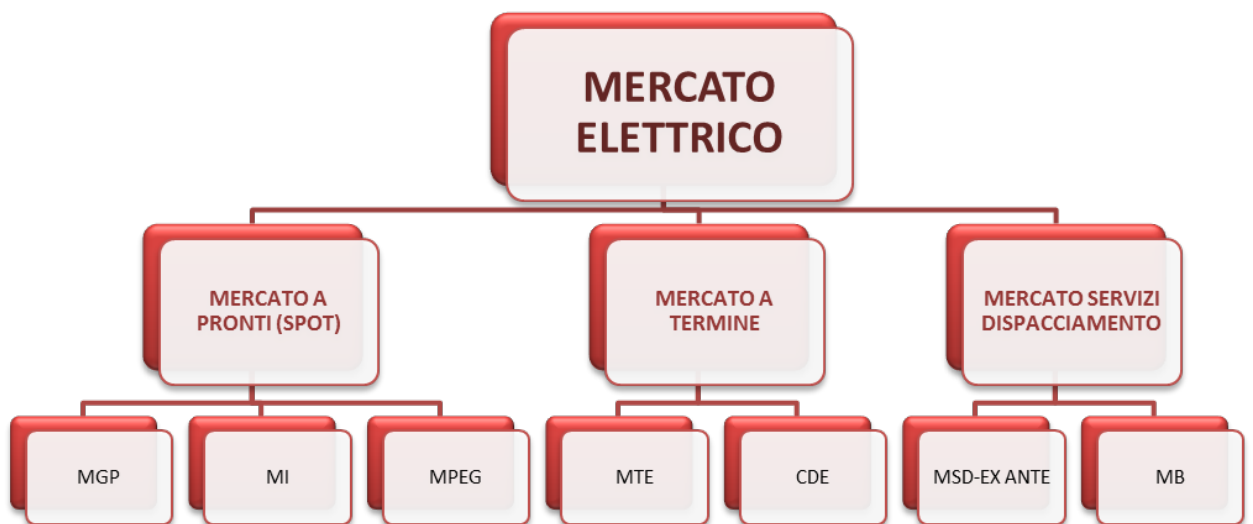 MERCATO
ELETTRICO
MERCATO A
PRONTI (SPOT)
MERCATO A
TERMINE
MERCATO SERVIZI
DISPACCIAMENTO
MGP
MI
MPEG
MTE
CDE
MSD-EX ANTE
MB